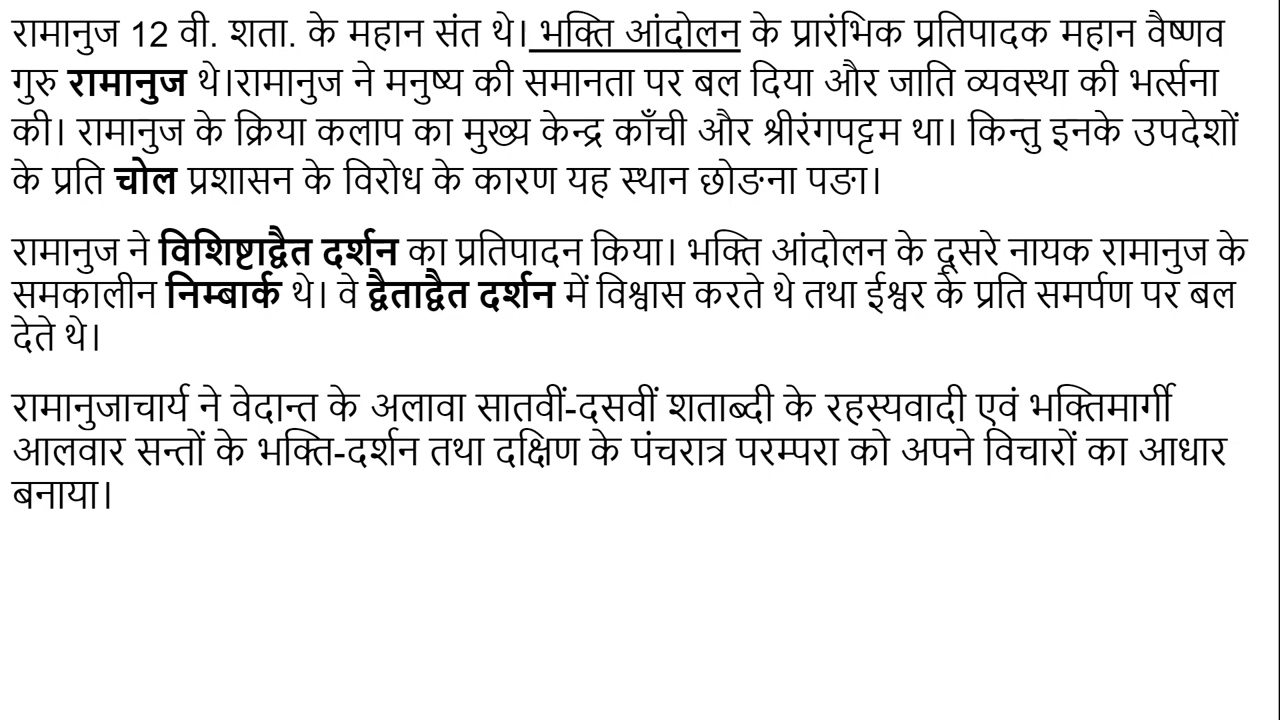 रामानुज 12 वी. शता. के महान संत थे। भक्ति आंदोलन के प्रारंभिक प्रतिपादक महान वैष्णव
गुरु रामानुज थे।रामानुज ने मनुष्य की समानता पर बल दिया और जाति व्यवस्था की भर्त्सना
की। रामानुज के क्रिया कलाप का मुख्य केन्द्र काँची और श्रीरंगपट्टम था। किन्तु इनके उपदेशों
के प्रति चोल प्रशासन के विरोध के कारण यह स्थान छोङना पङा।
रामानुज ने विशिष्टाद्वैत दर्शन का प्रतिपादन किया। भक्ति आंदोलन के दूसरे नायक रामानुज के
समकालीन निम्बार्क थे। वे द्वैताद्वैत दर्शन में विश्वास करते थे तथा ईश्वर के प्रति समर्पण पर बल
देते थे।
रामानुजाचार्य ने वेदान्त के अलावा सातवीं-दसवीं शताब्दी के रहस्यवादी एवं भक्तिमार्गी
आलवार सन्तों के भक्ति-दर्शन तथा दक्षिण के पंचरात्र परम्परा को अपने विचारों का आधार
बनाया।